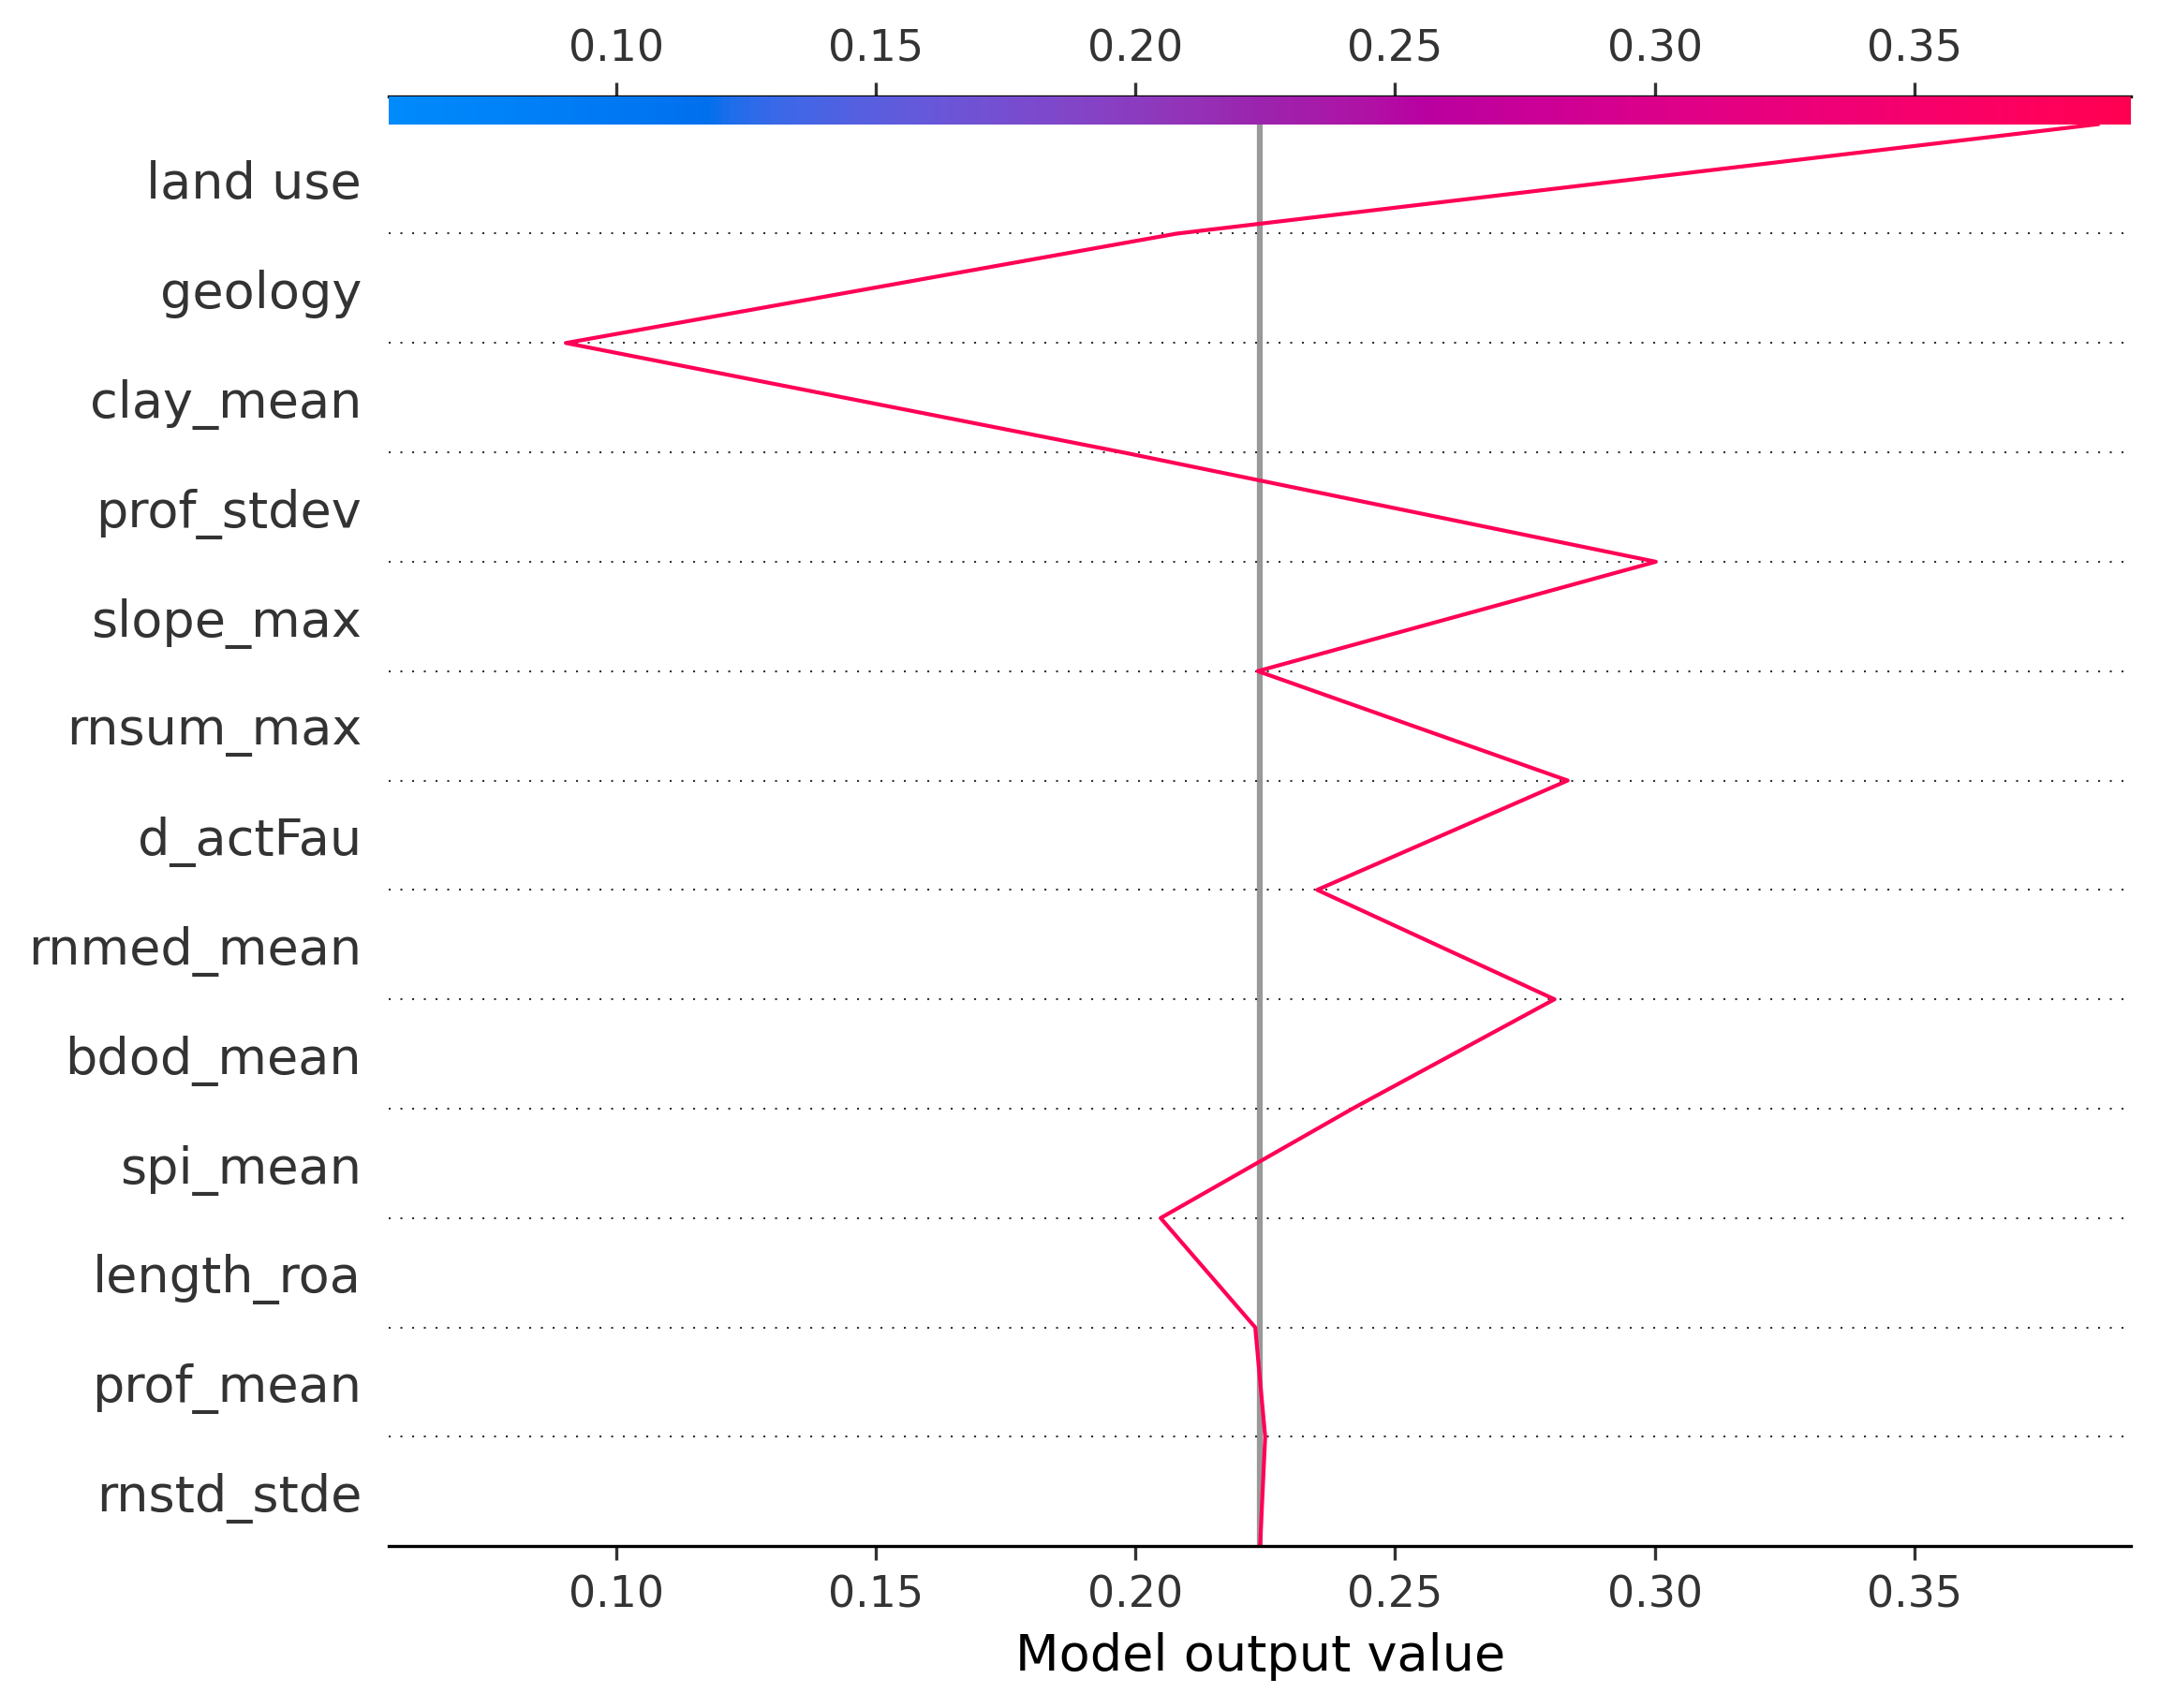 0.10 0.15 0.20 0.25 0.30 0.35
land use
geology
clay_mean
prof_stdev
slope_max
rnsum_max
d_actFau
rnmed_mean
bdod_mean
spi_mean
length_roa
prof_mean
rnstd_stde
0.10 0.15 0.20 0.25 0.30 0.35
Model output value